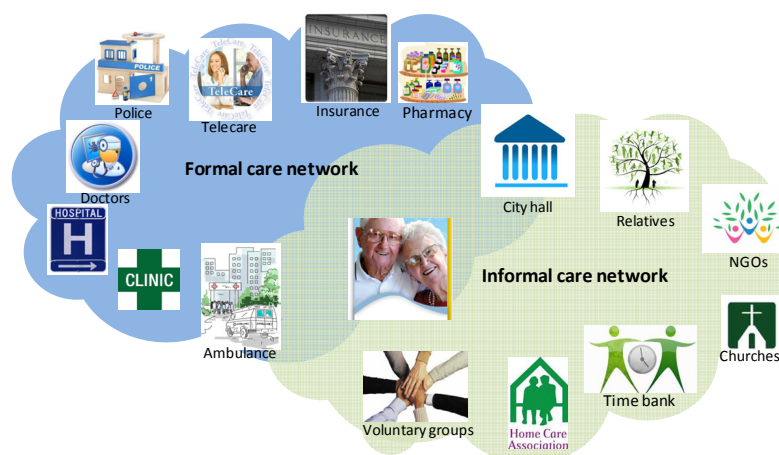 INSURANCE
POLICE
TeleCare
Police
Telecare
Insurance
Pharmacy
Doctors
Formal care network
City hall
Relatives
HOSPITAL
H
CLINIC
NGOs
Informal care network
Ambulance
Churches
Time bank
Voluntary groups
Home Care
Association